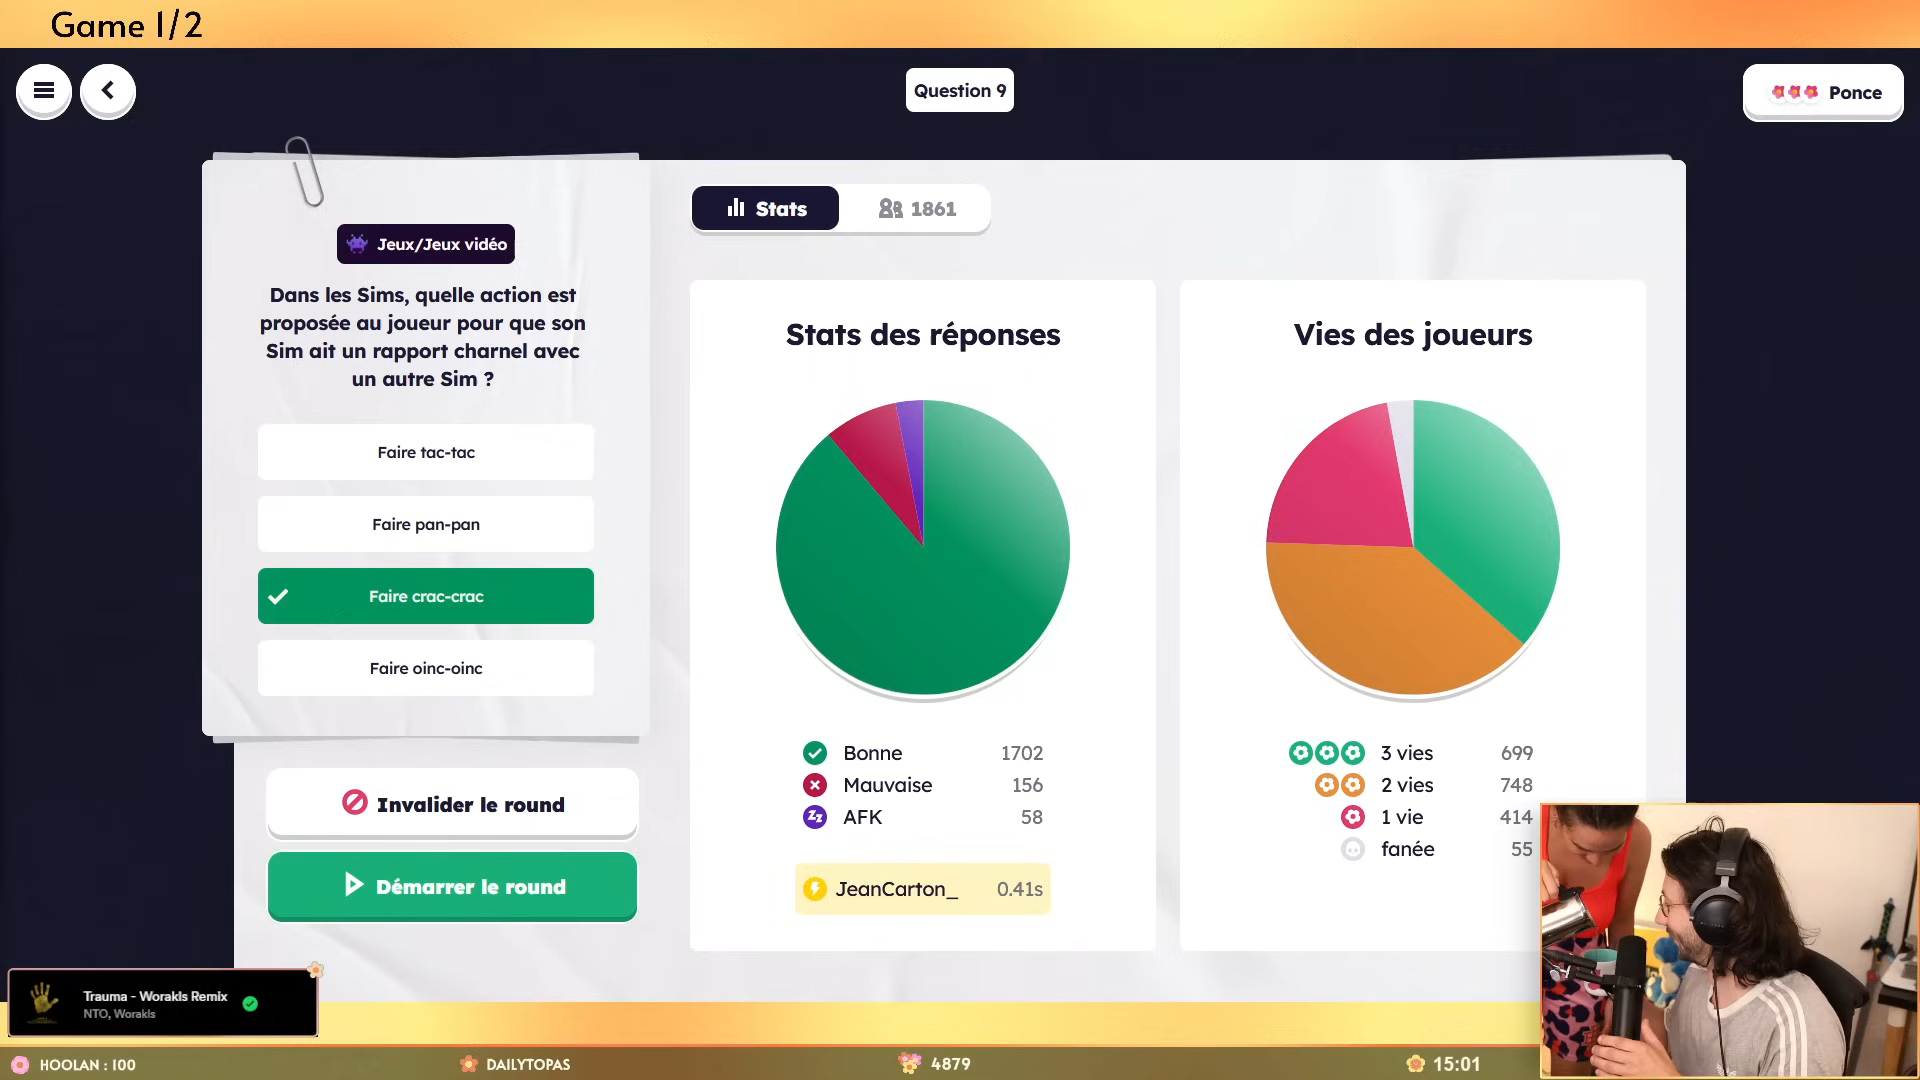 Game 1/2
Question 9
Ponce
Stats
1861
Jeux/Jeux vidéo
Dans les Sims, quelle action est
proposée au joueur pour que son
Sim ait un rapport charnel avec
un autre Sim ?
Faire tac-tac
Faire pan-pan
Faire crac-crac
Faire oinc-oinc
Invalider le round
Démarrer le round
Stats des réponses
Bonne 1702
Mauvaise 156
AFK 58
JeanCarton_ 0.41s
Vies des joueurs
3 vies 699
2 vies 748
1 vie 414
fanée 55
Trauma - Worakls Remix
NTO, Worakls
HOOLAN : 100
DAILYTOPAS
4879
15:01